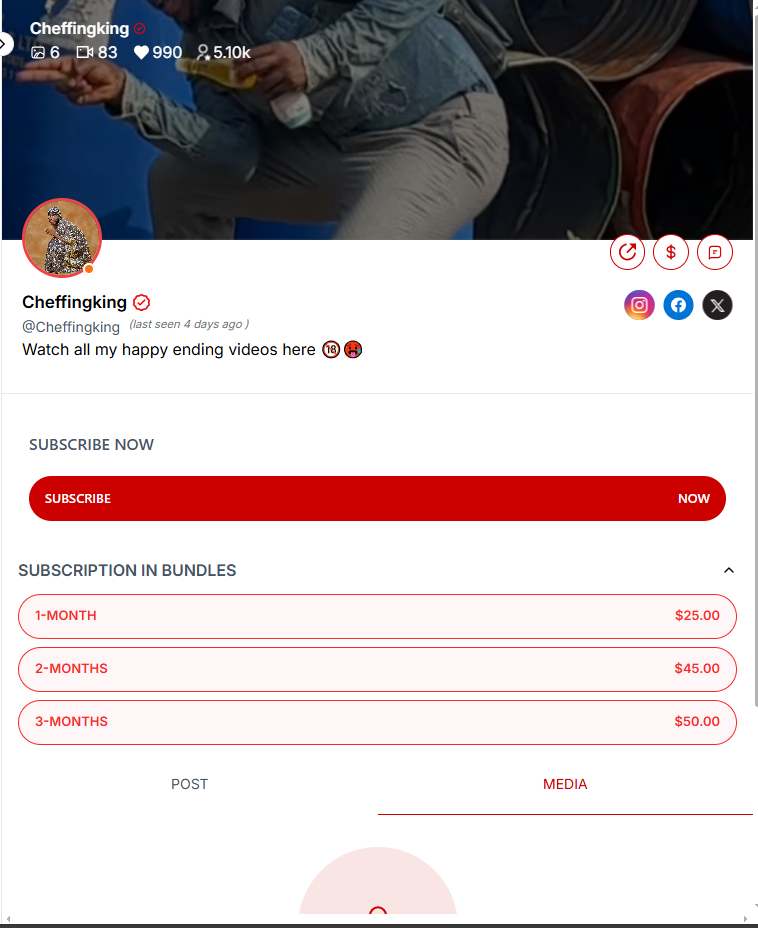 Cheffingking
6 83 990 5.10k
Cheffingking
@Cheffingking (last seen 4 days ago )
Watch all my happy ending videos here 🔞🥵
SUBSCRIBE NOW
SUBSCRIBE NOW
SUBSCRIPTION IN BUNDLES
1-MONTH $25.00
2-MONTHS $45.00
3-MONTHS $50.00
POST MEDIA